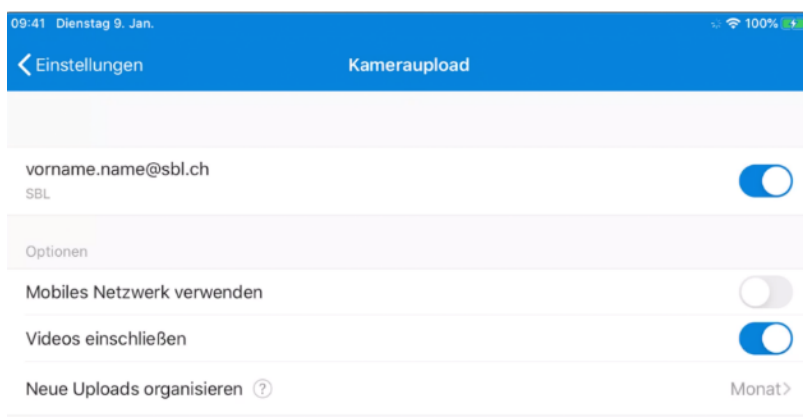 09:41 Dienstag 9. Jan. 100%
Einstellungen Kameraupload
vorname.name@sbl.ch
SBL
Optionen
Mobiles Netzwerk verwenden
Videos einschließen
Neue Uploads organisieren ? Monat